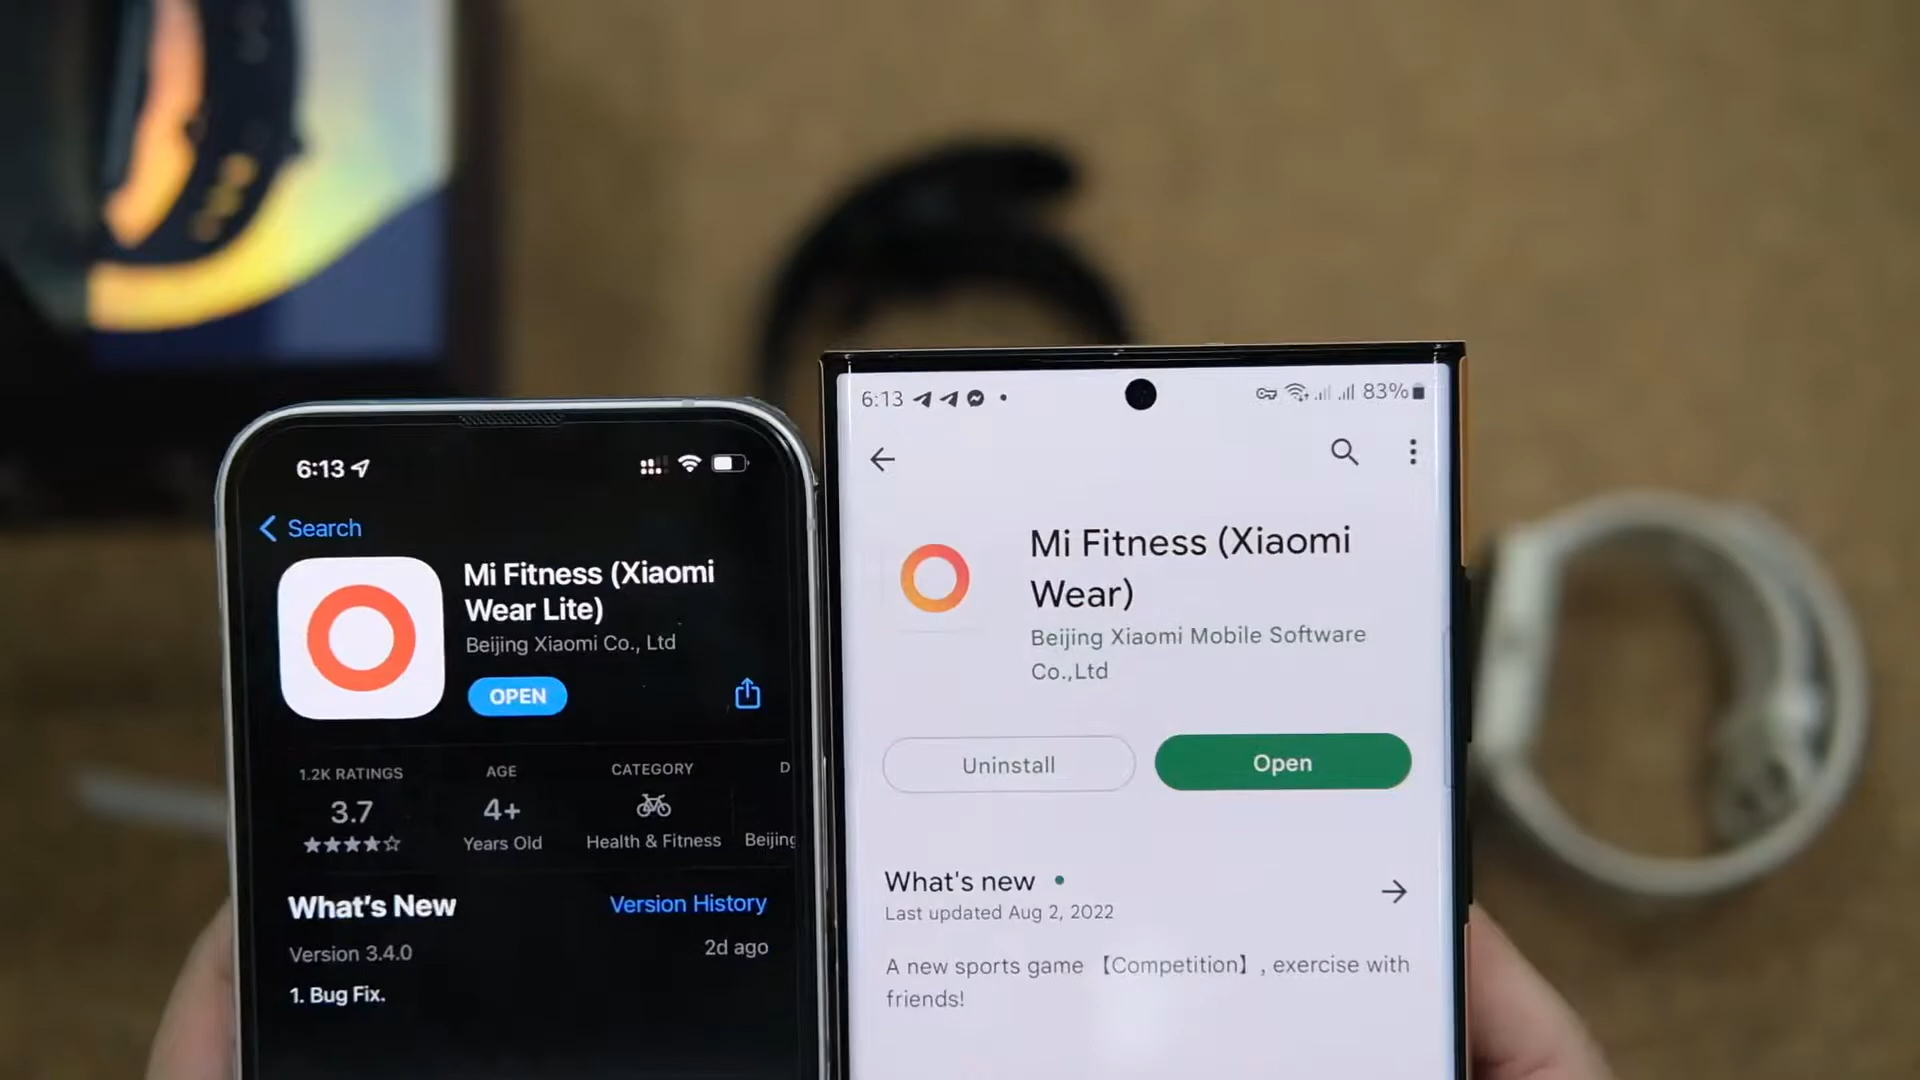 6:13
Search
Mi Fitness (Xiaomi
Wear Lite)
Beijing Xiaomi Co., Ltd
OPEN
1.2K RATINGS
3.7
AGE
4+
Years Old
CATEGORY
Health & Fitness
D
Beijing
What's New
Version History
Version 3.4.0
2d ago
1. Bug Fix.
6:13
83%
Mi Fitness (Xiaomi
Wear)
Beijing Xiaomi Mobile Software
Co.,Ltd
Uninstall
Open
What's new
Last updated Aug 2, 2022
A new sports game 【Competition】, exercise with
friends!